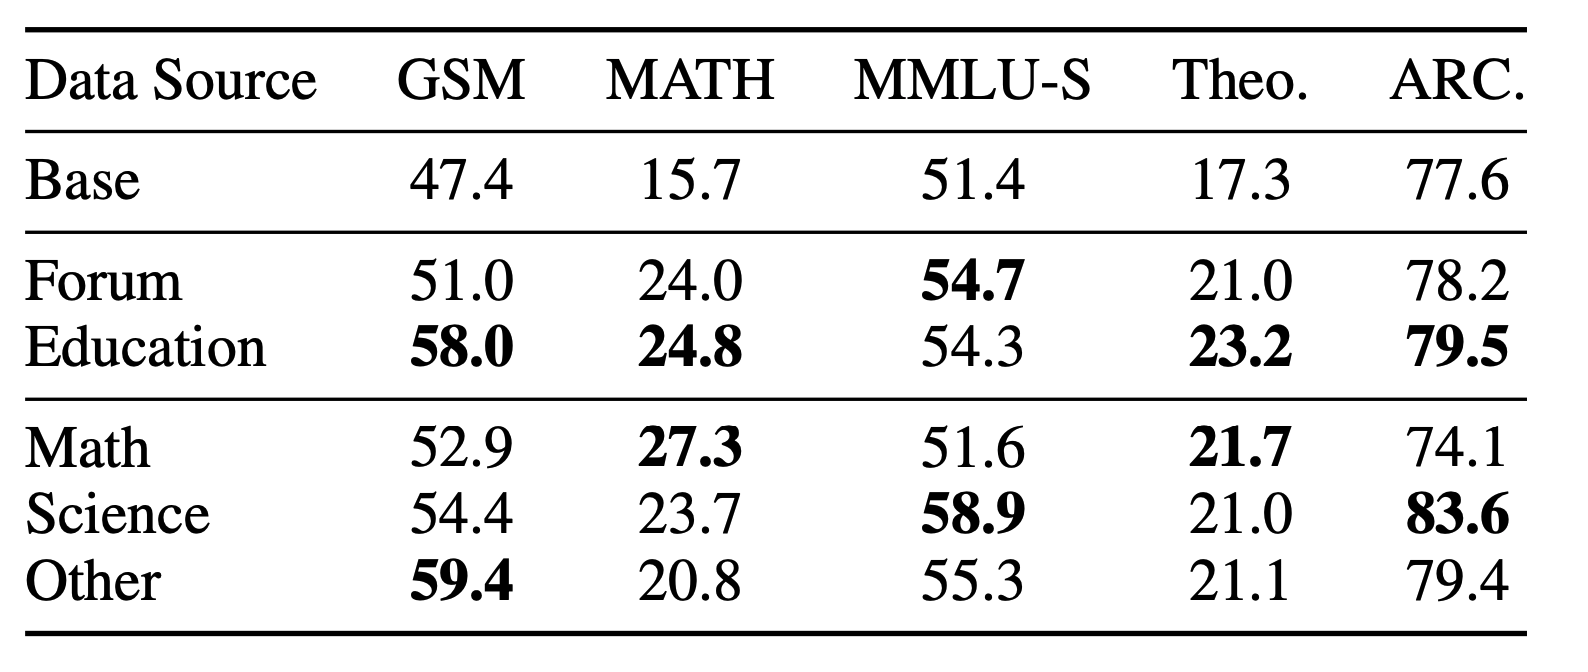 Data Source GSM MATH MMLU-S Theo. ARC.
Base 47.4 15.7 51.4 17.3 77.6
Forum 51.0 24.0 54.7 21.0 78.2
Education 58.0 24.8 54.3 23.2 79.5
Math 52.9 27.3 51.6 21.7 74.1
Science 54.4 23.7 58.9 21.0 83.6
Other 59.4 20.8 55.3 21.1 79.4